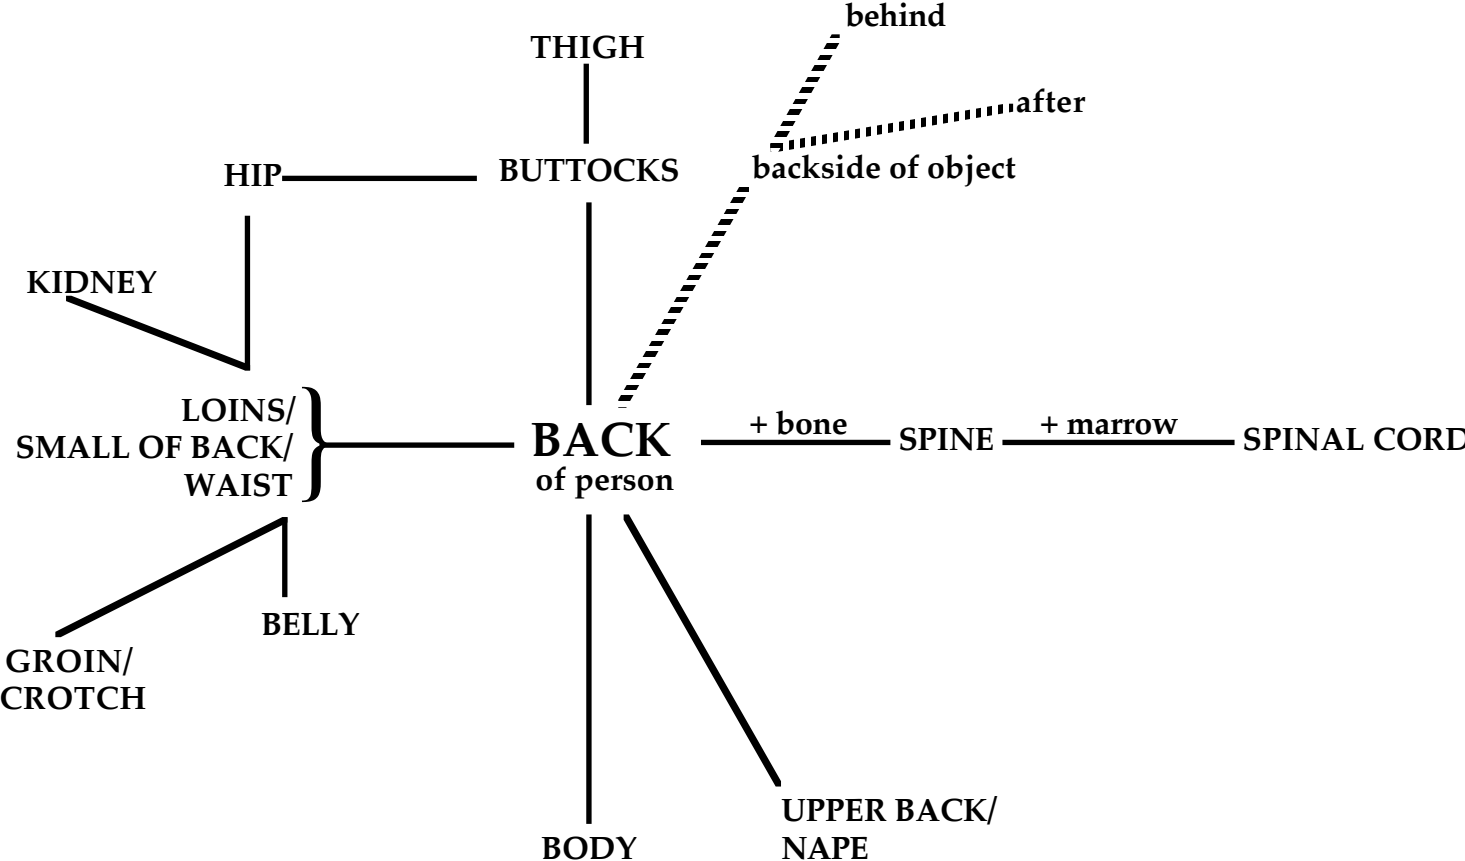 behind
THIGH
after
HIP
BUTTOCKS
backside of object
KIDNEY
LOINS/
SMALL OF BACK/
WAIST
BACK
of person
+ bone
SPINE
+ marrow
SPINAL CORD
BELLY
GROIN/
CROTCH
UPPER BACK/
NAPE
BODY